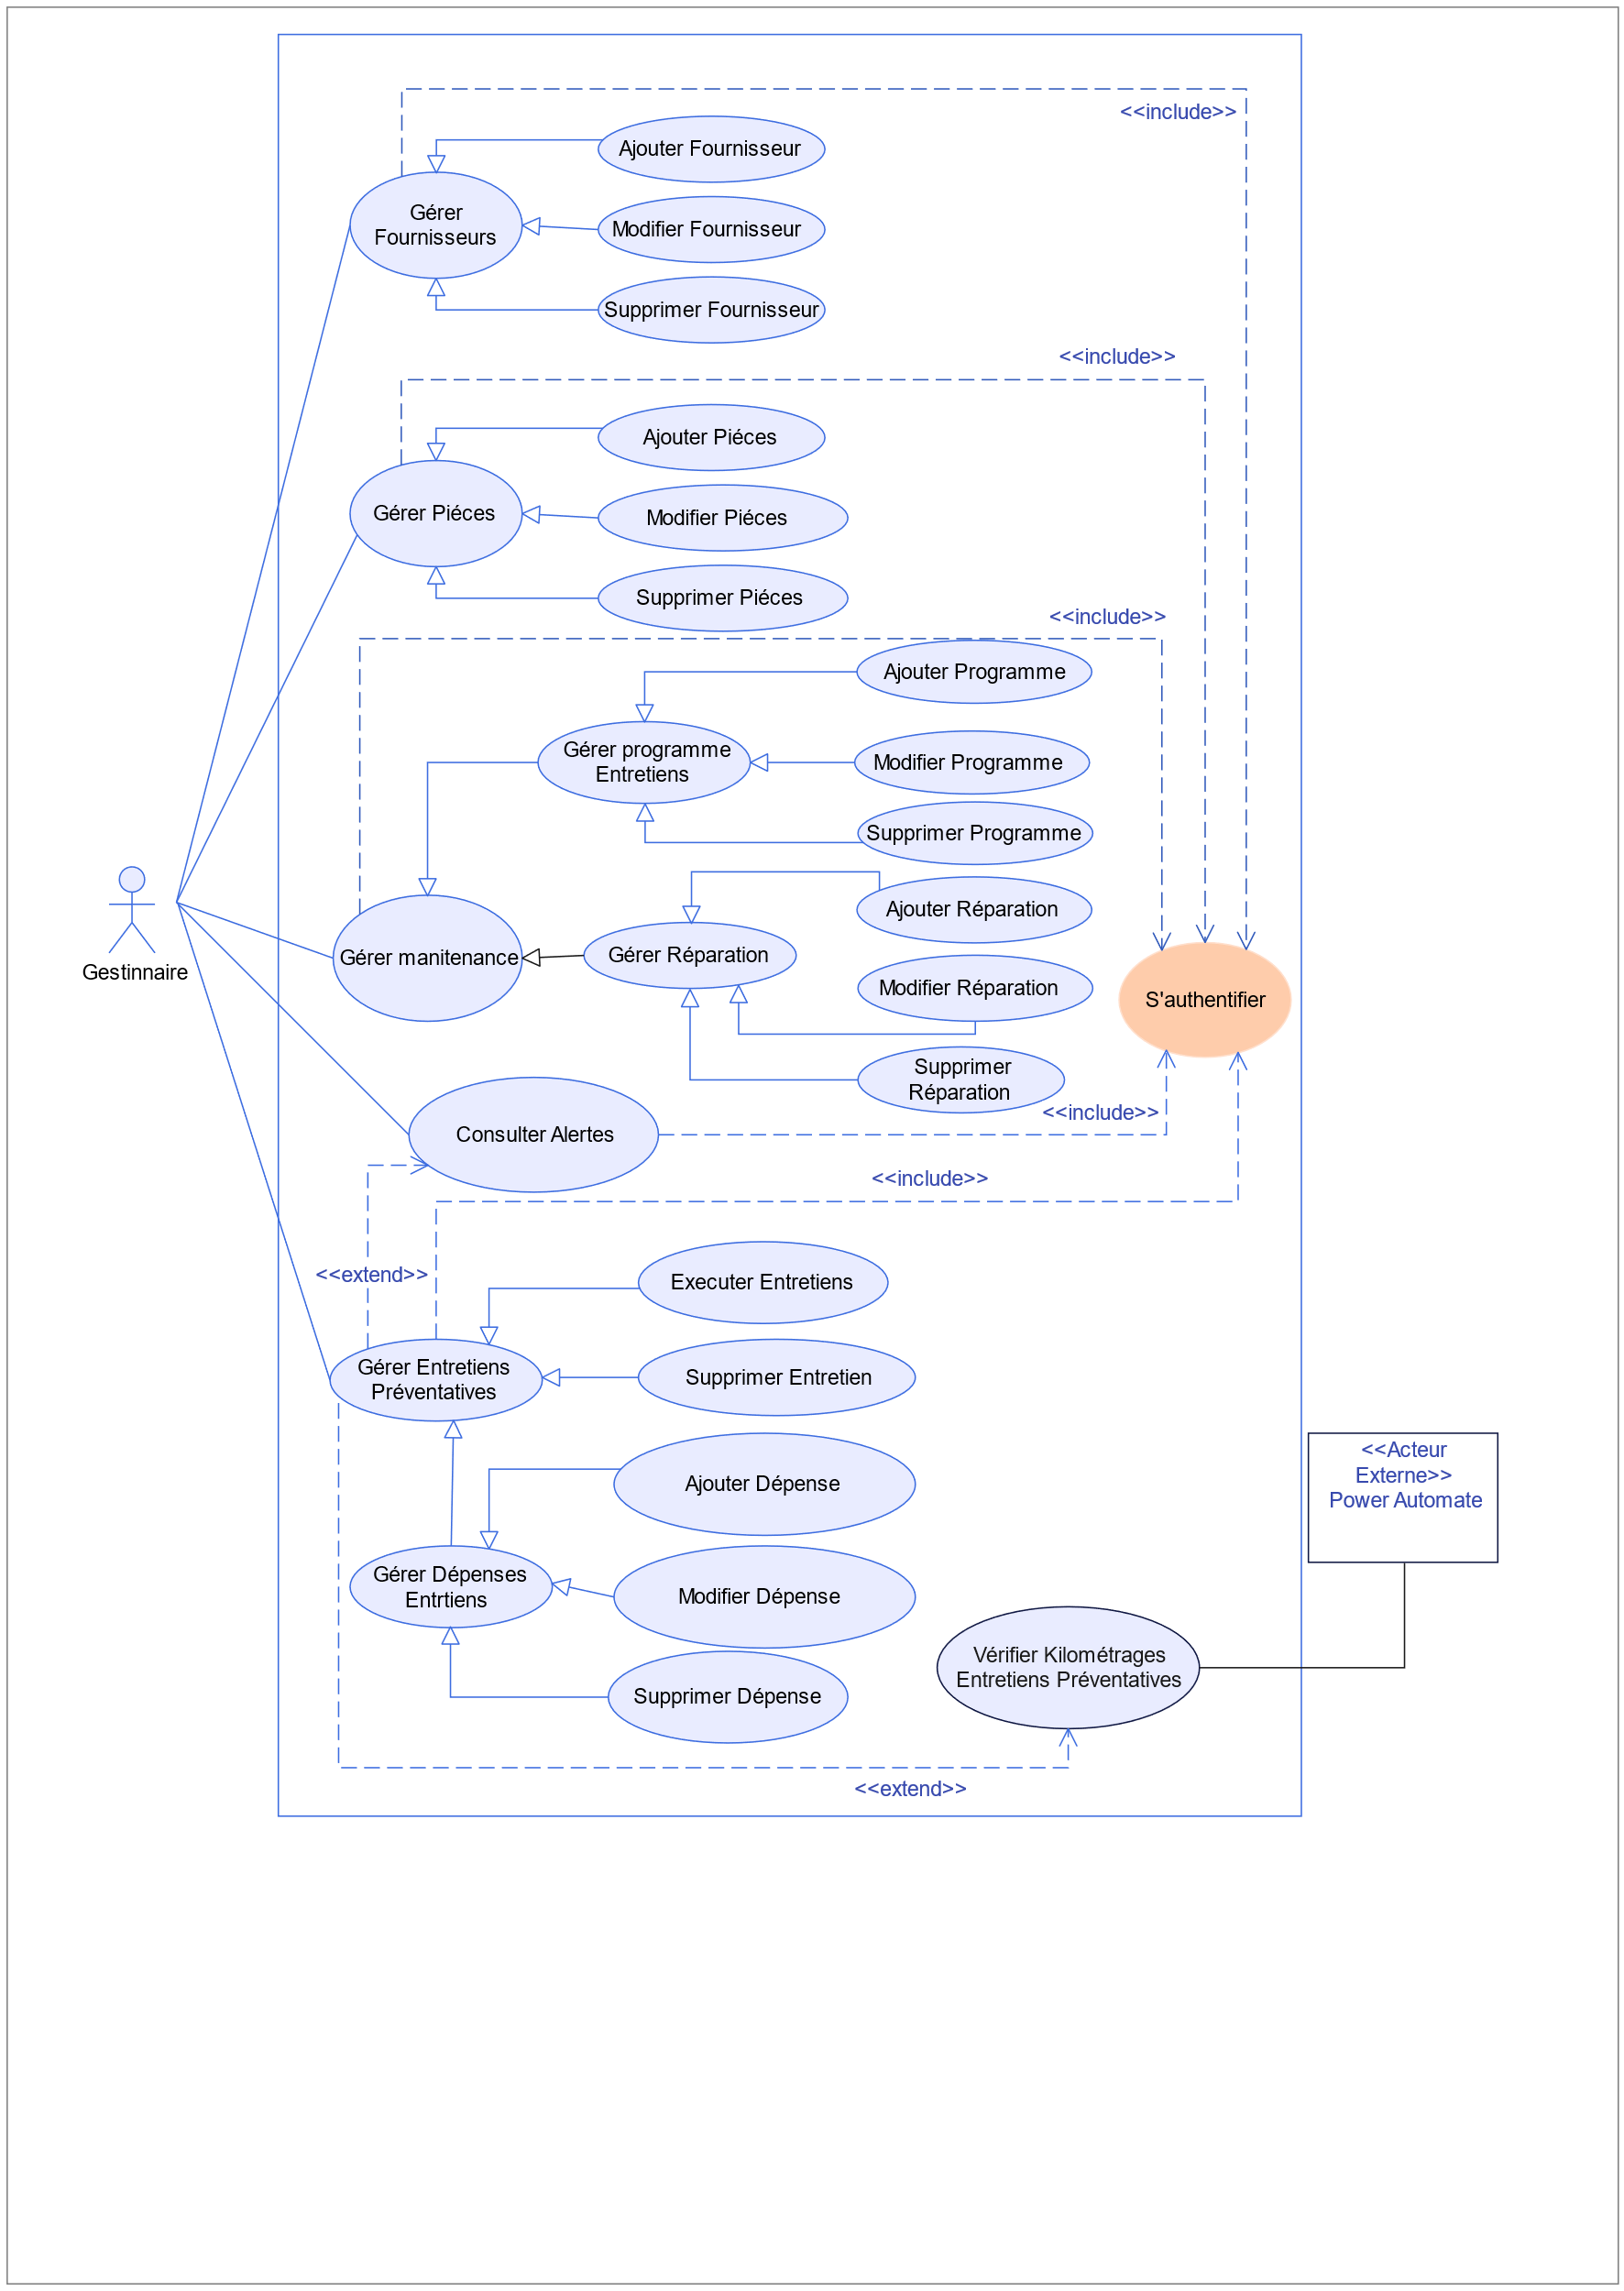 <<include>>
Ajouter Fournisseur
Gérer
Fournisseurs
Modifier Fournisseur
Supprimer Fournisseur
<<include>>
Ajouter Piéces
Gérer Piéces
Modifier Piéces
Supprimer Piéces
<<include>>
Ajouter Programme
Gérer programme
Entretiens
Modifier Programme
Supprimer Programme
Ajouter Réparation
Gérer manitenance
Gérer Réparation
Gestinnaire
Modifier Réparation
S'authentifier
Supprimer
Réparation
<<include>>
Consulter Alertes
<<include>>
<<extend>>
Executer Entretiens
Gérer Entretiens
Préventatives
Supprimer Entretien
<<Acteur
Externe>>
Power Automate
Ajouter Dépense
Gérer Dépenses
Entrtiens
Modifier Dépense
Vérifier Kilométrages
Entretiens Préventatives
Supprimer Dépense
<<extend>>